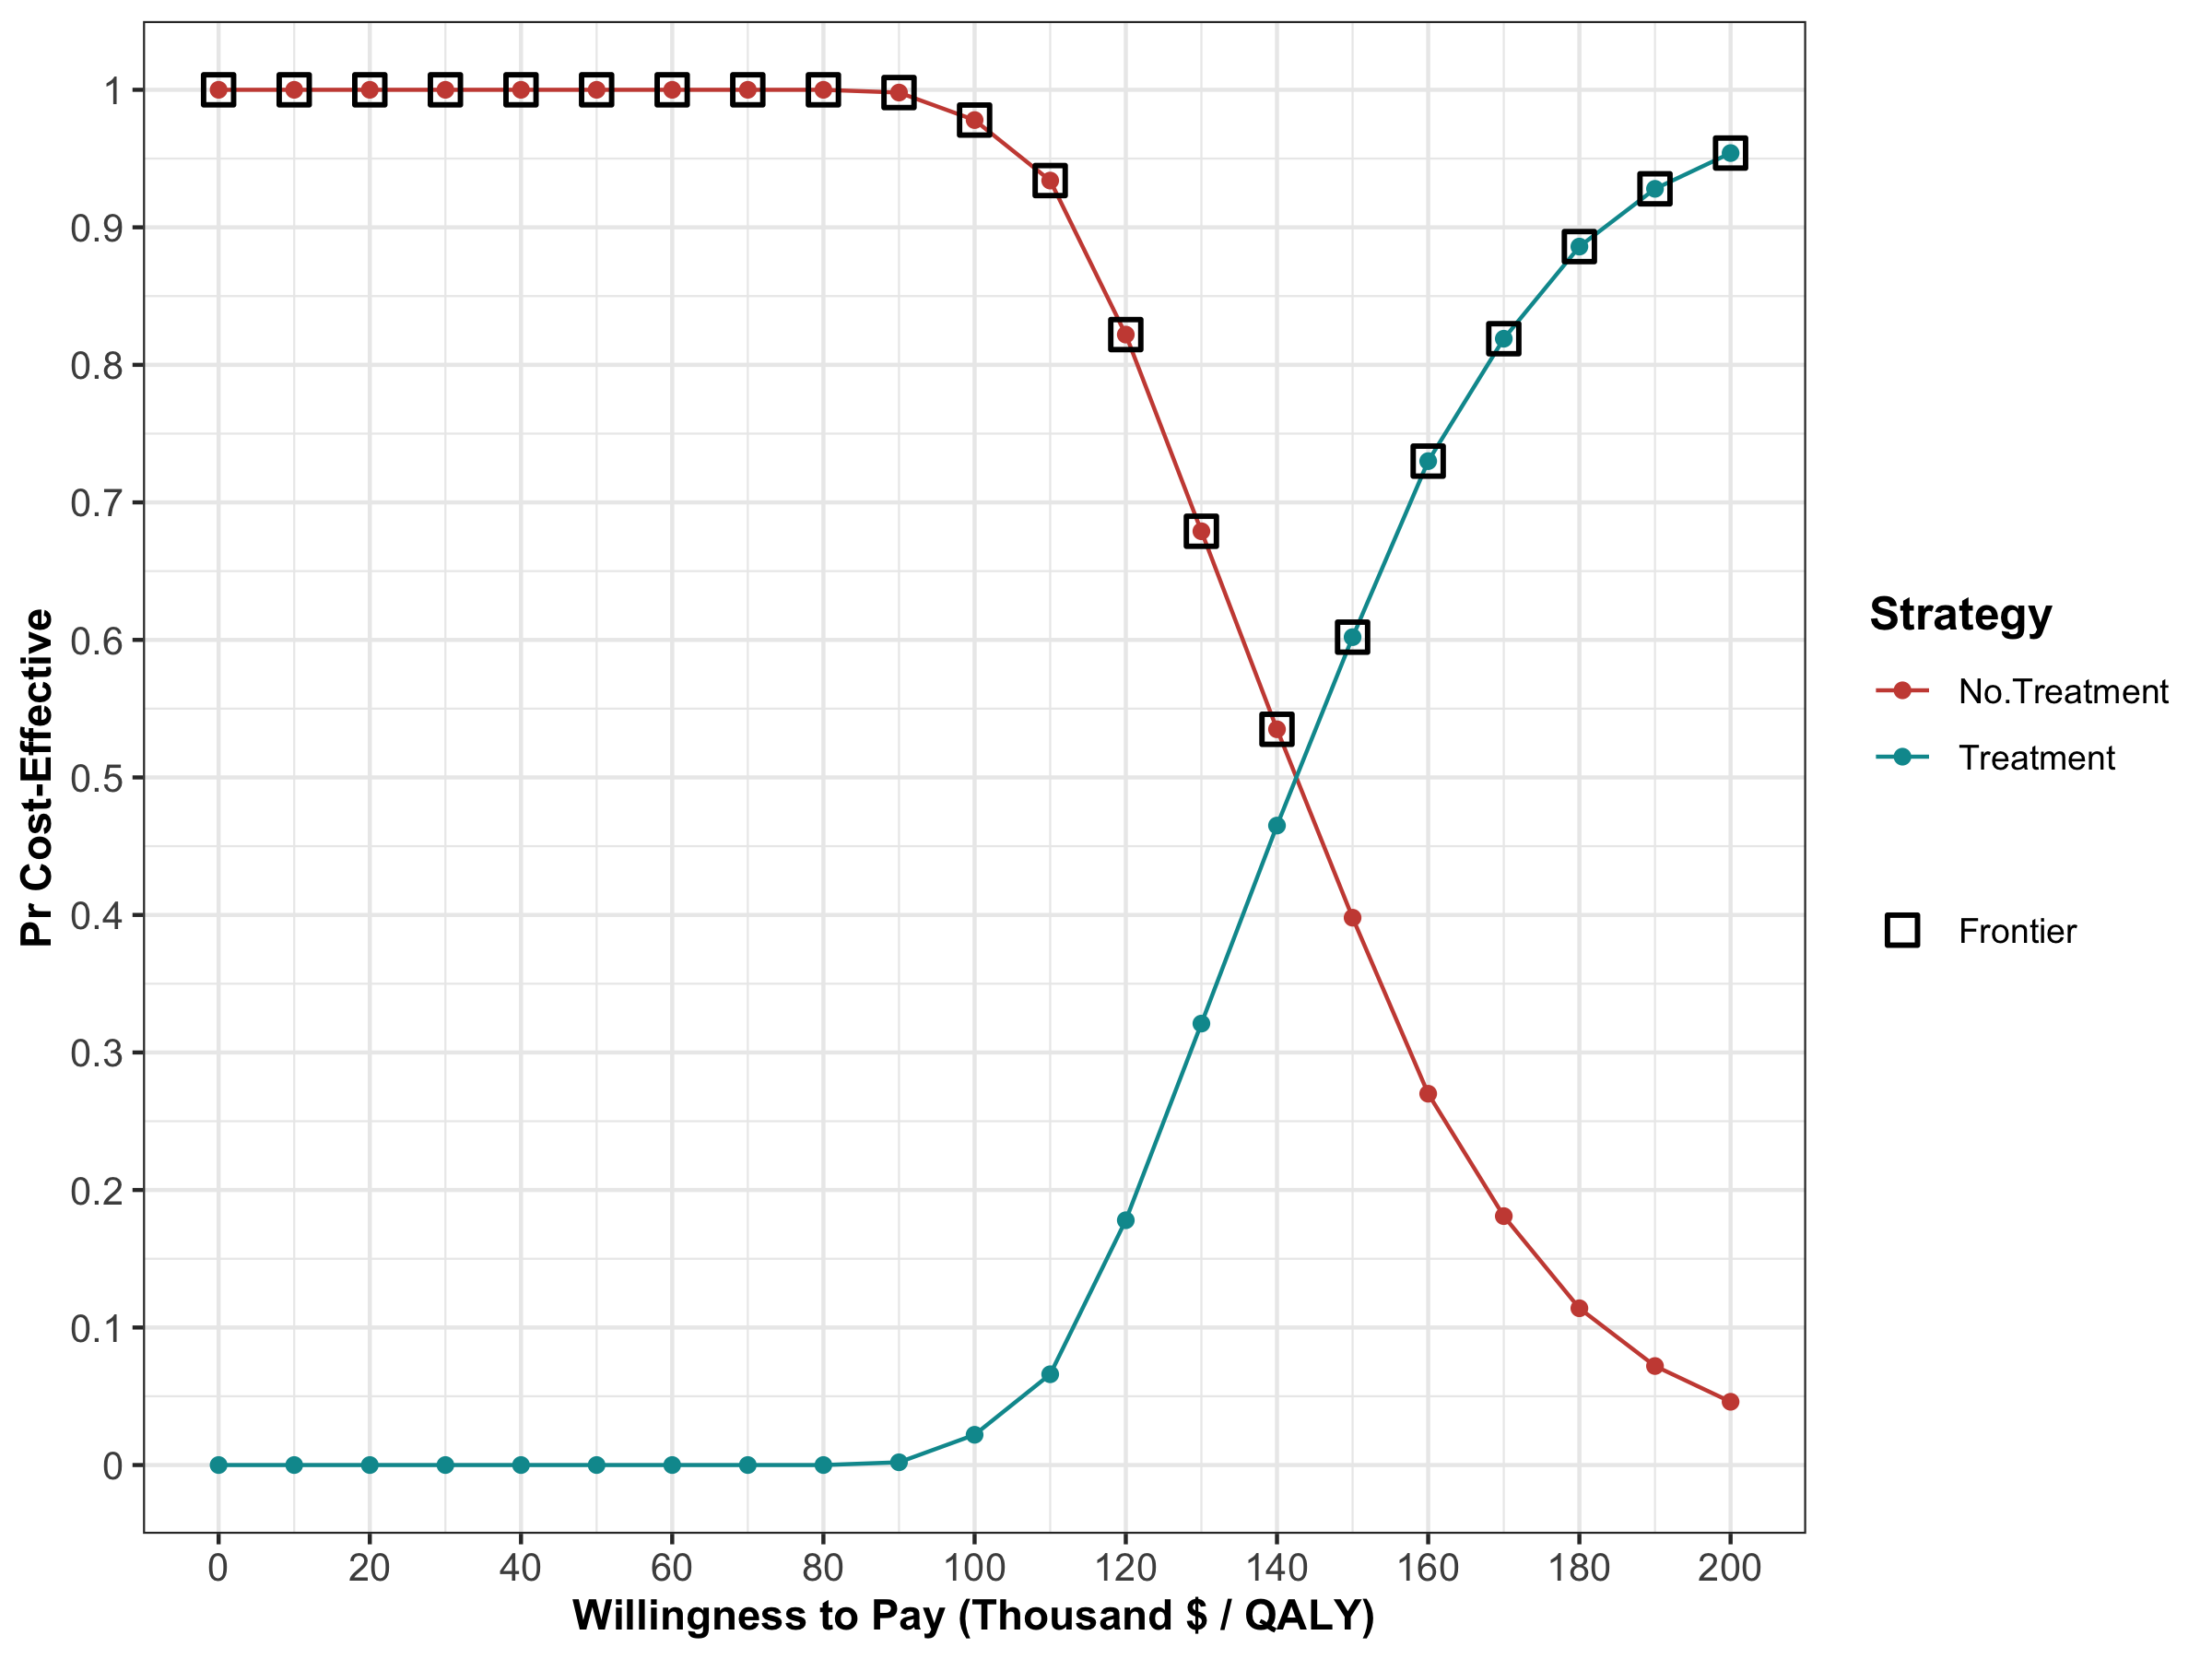 1
0.9
0.8
0.7
0.6
0.5
0.4
0.3
0.2
0.1
0
Pr Cost-Effective
0 20 40 60 80 100 120 140 160 180 200
Willingness to Pay (Thousand $ / QALY)
Strategy
No.Treatment
Treatment
Frontier